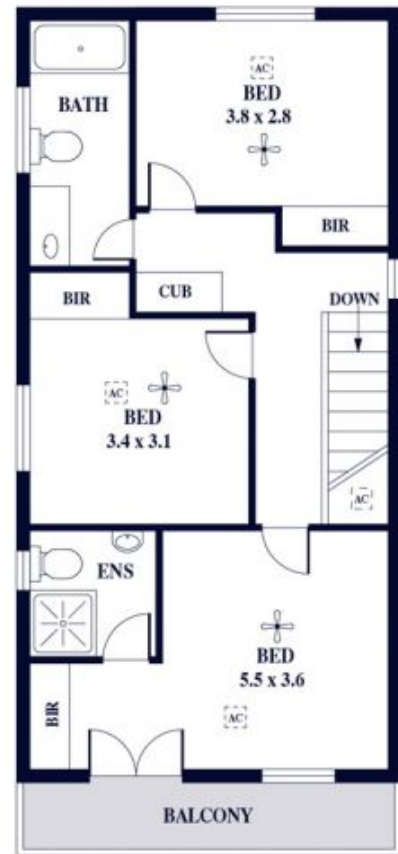 AC
BED
3.8 x 2.8
BATH
BIR
CUB
BIR
DOWN
AC
BED
3.4 x 3.1
AC
ENS
BED
5.5 x 3.6
BIR
AC
BALCONY